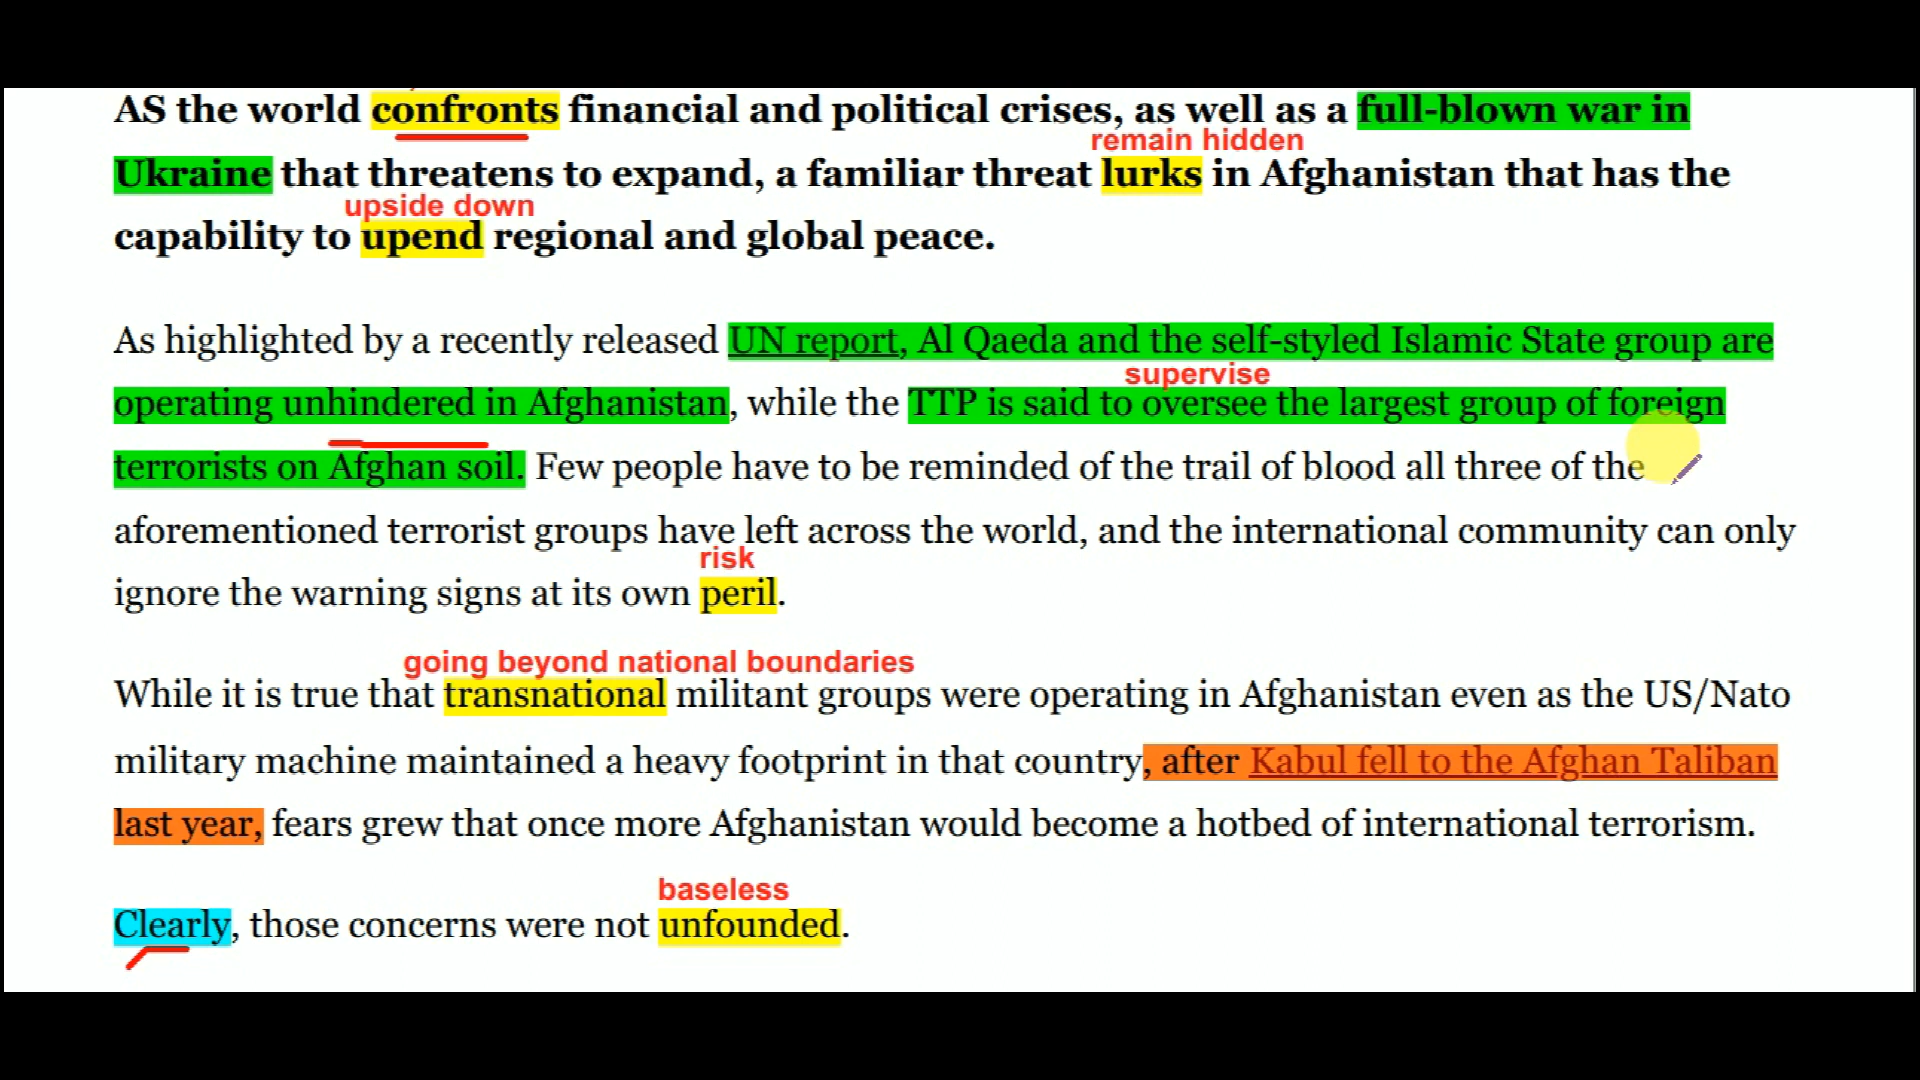 AS the world confronts financial and political crises, as well as a full-blown war in
remain hidden
Ukraine that threatens to expand, a familiar threat lurks in Afghanistan that has the
upside down
capability to upend regional and global peace.
As highlighted by a recently released UN report, Al Qaeda and the self-styled Islamic State group are
supervise
operating unhindered in Afghanistan, while the TTP is said to oversee the largest group of foreign
terrorists on Afghan soil. Few people have to be reminded of the trail of blood all three of the
aforementioned terrorist groups have left across the world, and the international community can only
risk
ignore the warning signs at its own peril.
going beyond national boundaries
While it is true that transnational militant groups were operating in Afghanistan even as the US/Nato
military machine maintained a heavy footprint in that country, after Kabul fell to the Afghan Taliban
last year, fears grew that once more Afghanistan would become a hotbed of international terrorism.
baseless
Clearly, those concerns were not unfounded.